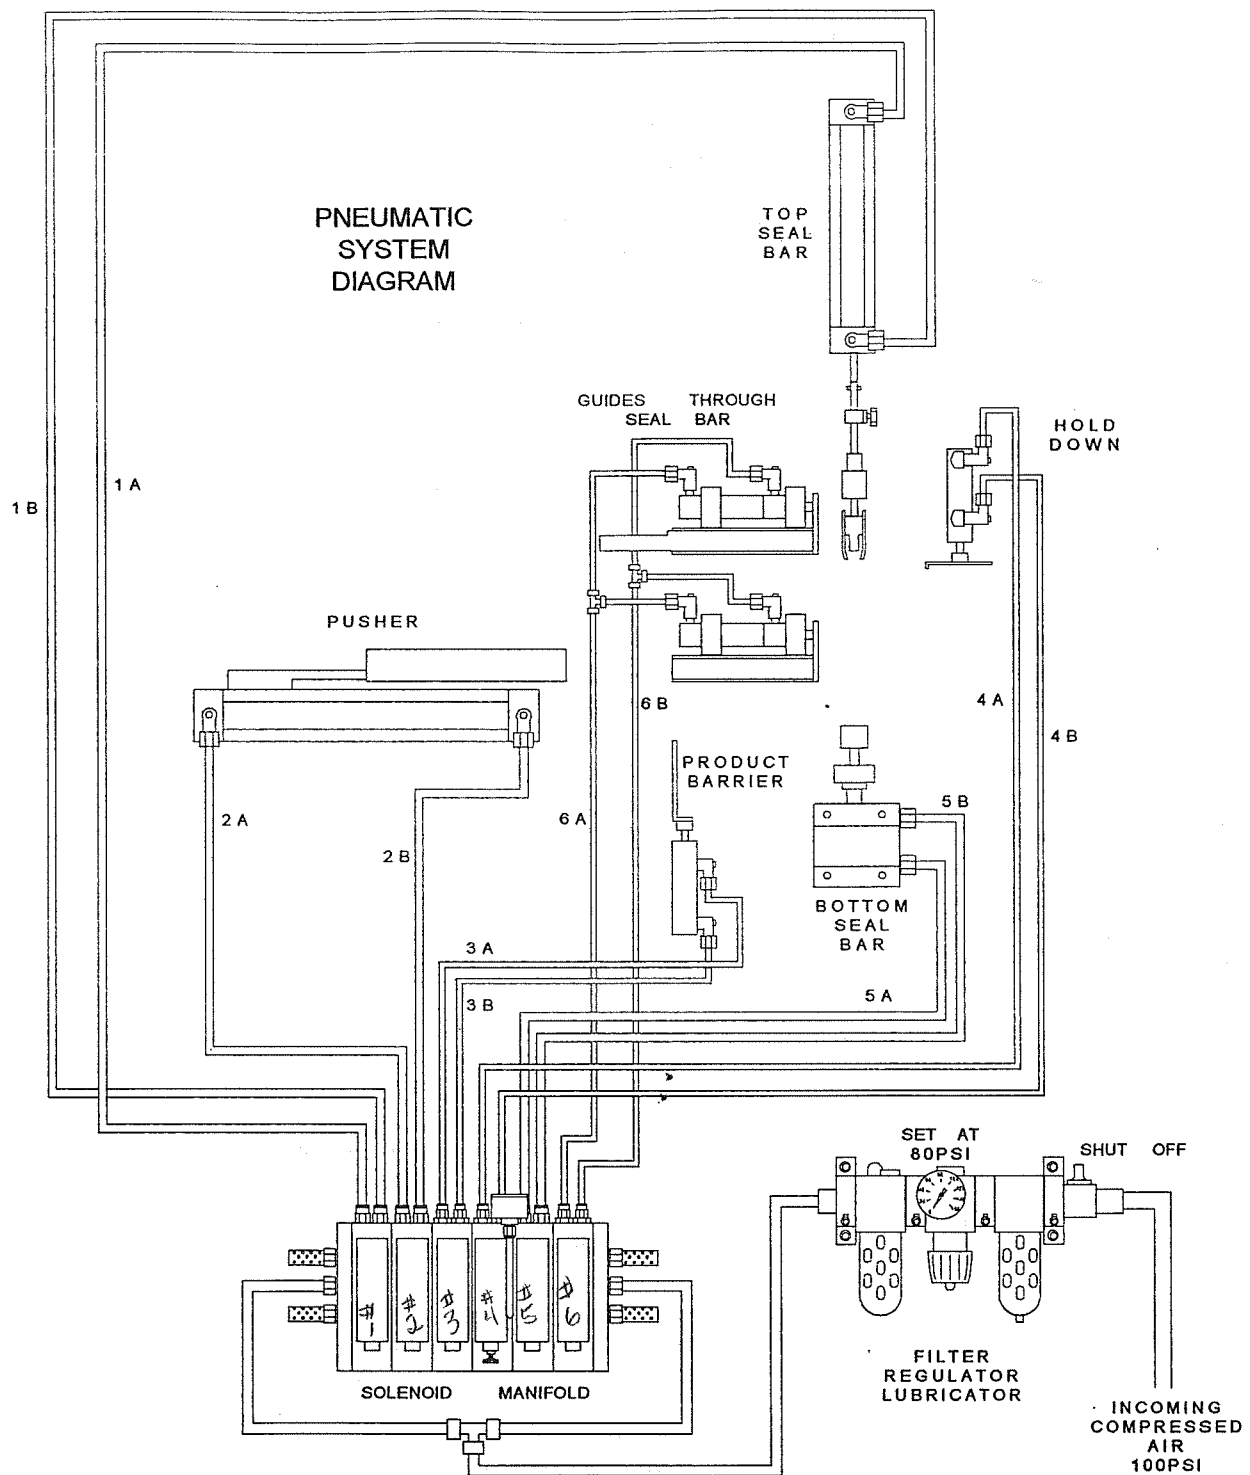 PNEUMATIC
SYSTEM
DIAGRAM
TOP
SEAL
BAR
GUIDES THROUGH
SEAL BAR
HOLD
DOWN
1 A
1 B
PUSHER
6 B
4 A
4 B
PRODUCT
BARRIER
2 A
6 A
5 B
2 B
BOTTOM
SEAL
BAR
3 A
3 B
5 A
SET AT
80PSI
SHUT OFF
#1
#2
#3
#4
#5
#6
SOLENOID MANIFOLD
FILTER
REGULATOR
LUBRICATOR
INCOMING
COMPRESSED
AIR
100PSI